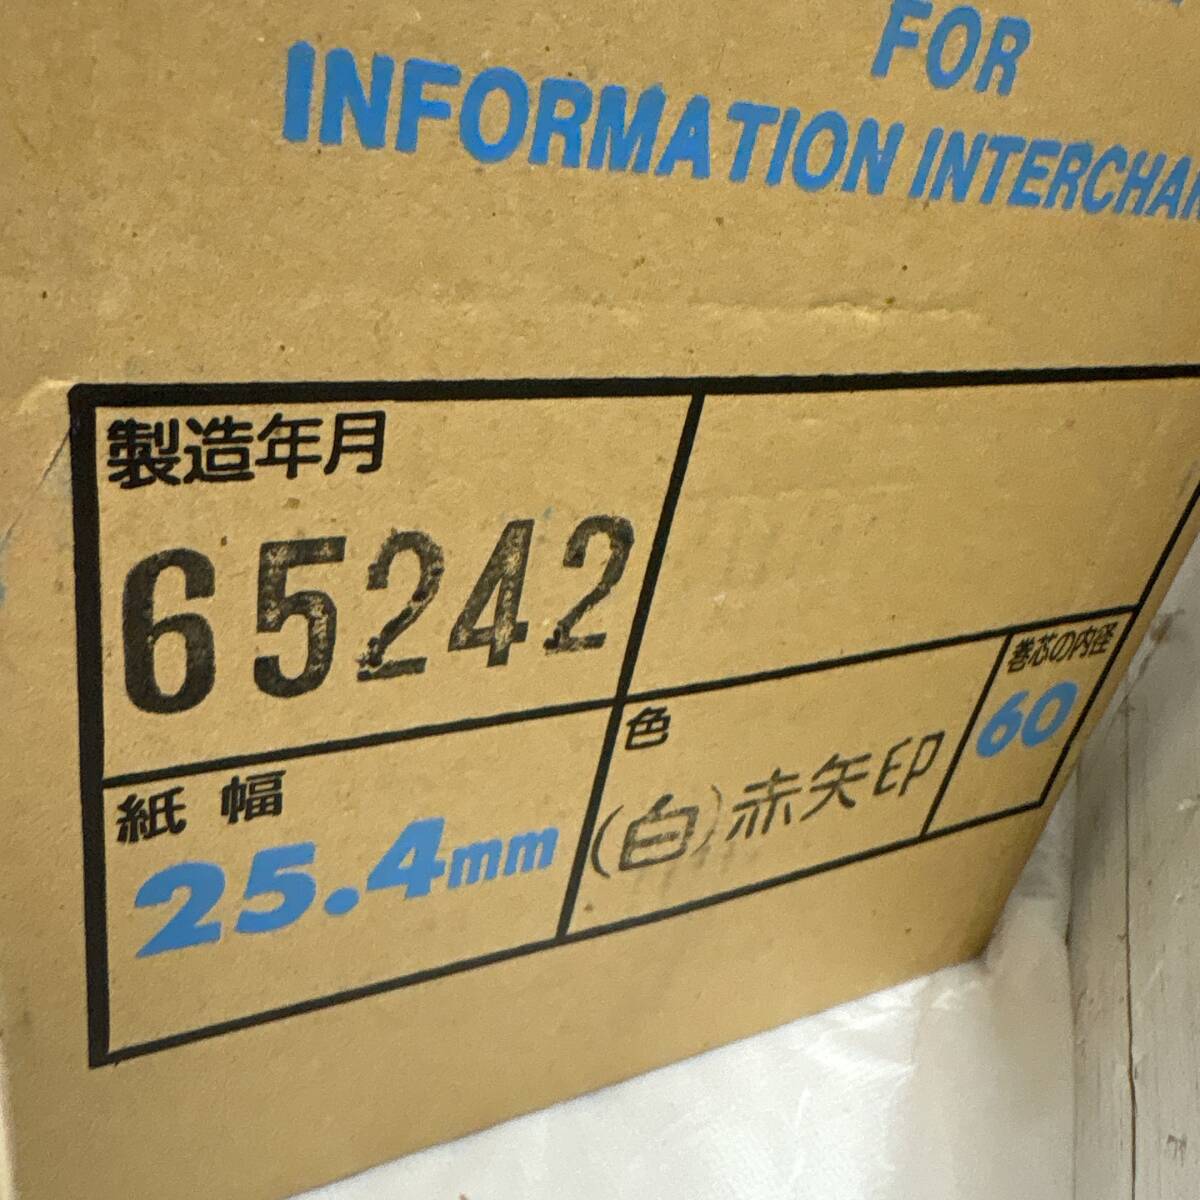 FOR
INFORMATION INTERCHAN
製造年月
65242
巻芯の内径
60
色
(白)赤矢印
紙 幅
25.4mm